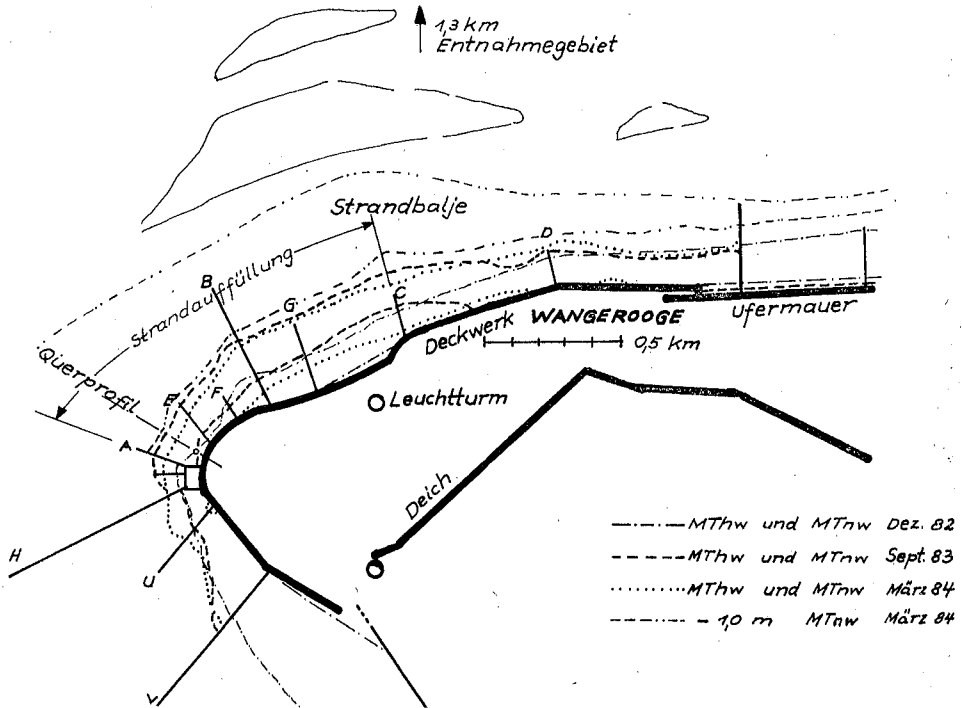 1,3 km
Entnahmegebiet
Strandbalje
Strandauffüllung
Querprofil
A
B
C
D
E
F
G
H
U
V
Deckwerk
WANGEROOGE
Ufermauer
0,5 km
Leuchtturm
Deich
MThw und MTnw Dez. 82
MThw und MTnw Sept. 83
MThw und MTnw März 84
- 1,0 m MTnw März 84